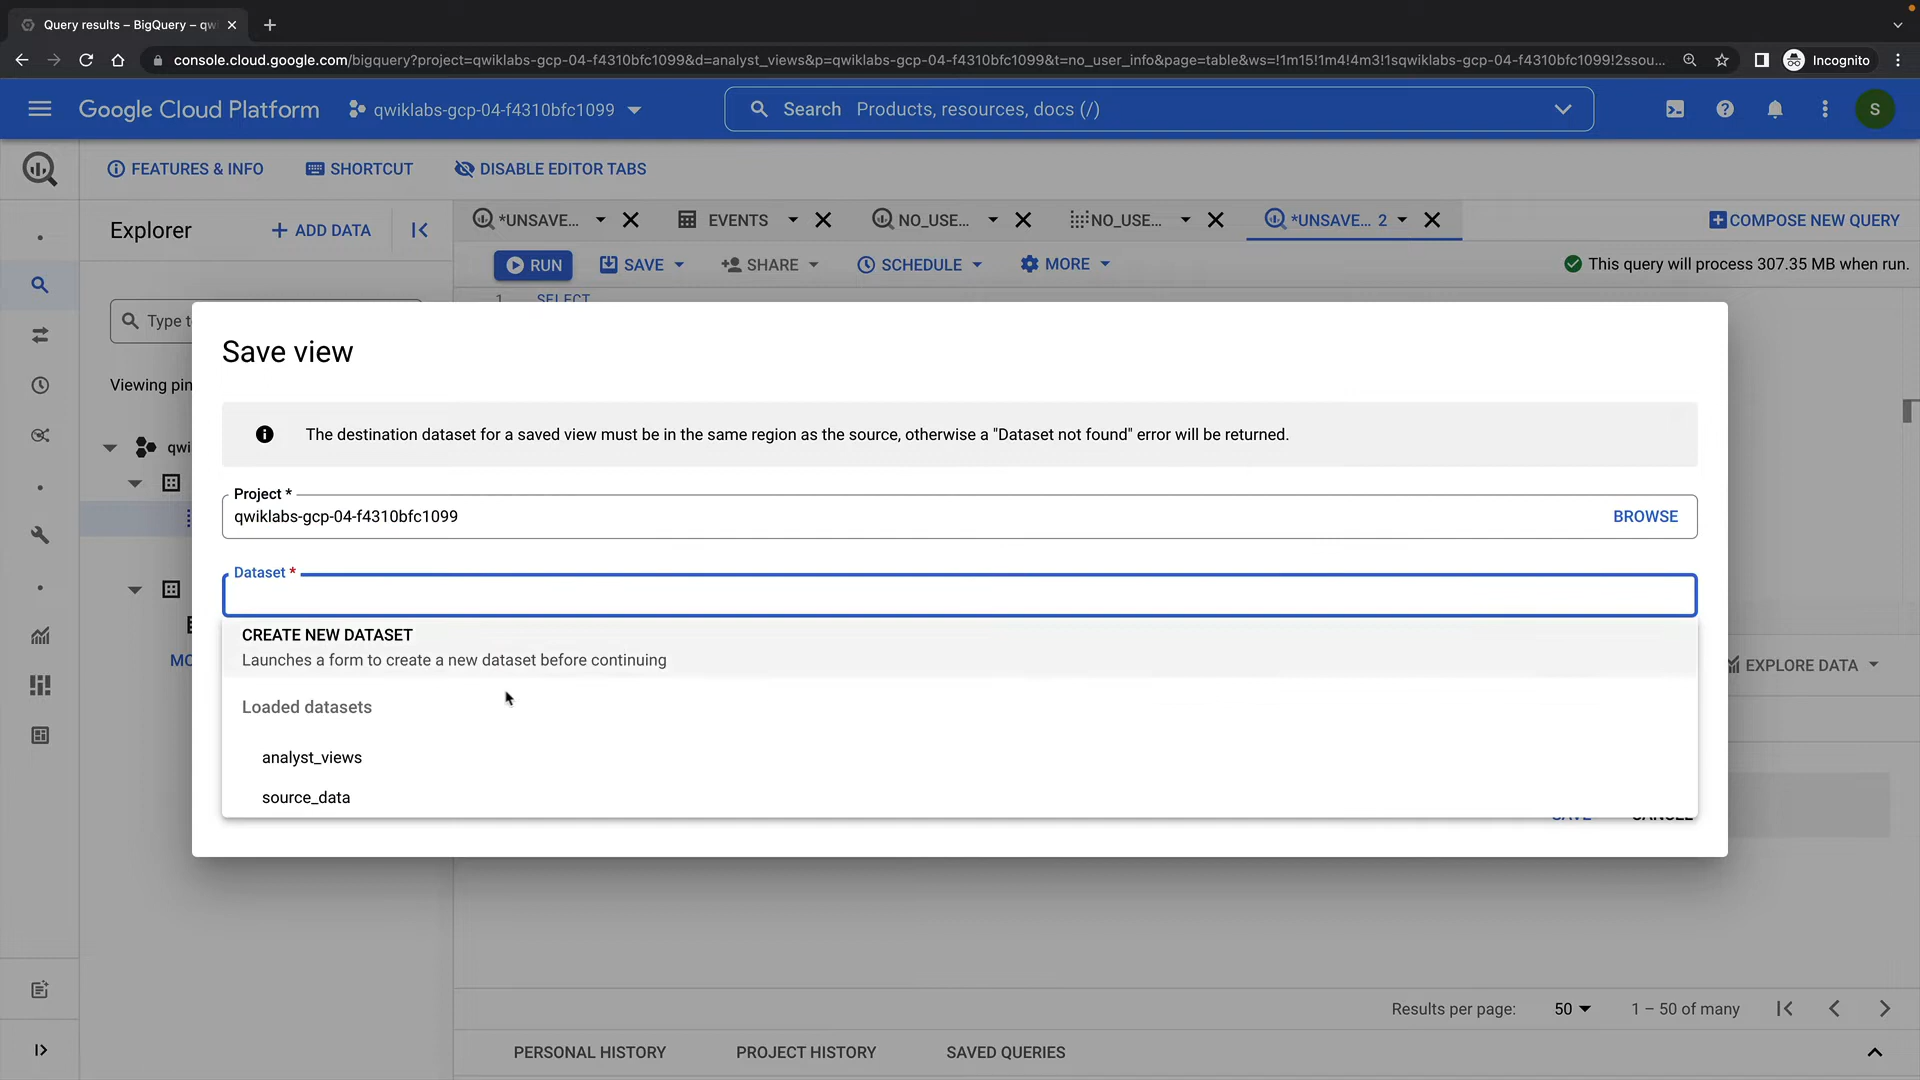 Query results – BigQuery – qw
console.cloud.google.com/bigquery?project=qwiklabs-gcp-04-f4310bfc1099&d=analyst_views&p=qwiklabs-gcp-04-f4310bfc1099&t=no_user_info&page=table&ws=!1m15!1m4!4m3!1sqwiklabs-gcp-04-f4310bfc1099!2ssou...
Incognito
Google Cloud Platform
qwiklabs-gcp-04-f4310bfc1099
Search Products, resources, docs (/)
S
FEATURES & INFO
SHORTCUT
DISABLE EDITOR TABS
Explorer
+ ADD DATA
*UNSAVE...
EVENTS
NO_USE...
NO_USE...
*UNSAVE... 2
COMPOSE NEW QUERY
RUN
SAVE
SHARE
SCHEDULE
MORE
This query will process 307.35 MB when run.
1 SELECT
Type t
Viewing pin
qwi
MO
Save view
The destination dataset for a saved view must be in the same region as the source, otherwise a "Dataset not found" error will be returned.
Project *
qwiklabs-gcp-04-f4310bfc1099
BROWSE
Dataset *
CREATE NEW DATASET
Launches a form to create a new dataset before continuing
Loaded datasets
analyst_views
source_data
SAVE
CANCEL
EXPLORE DATA
Results per page:
50
1 – 50 of many
PERSONAL HISTORY
PROJECT HISTORY
SAVED QUERIES